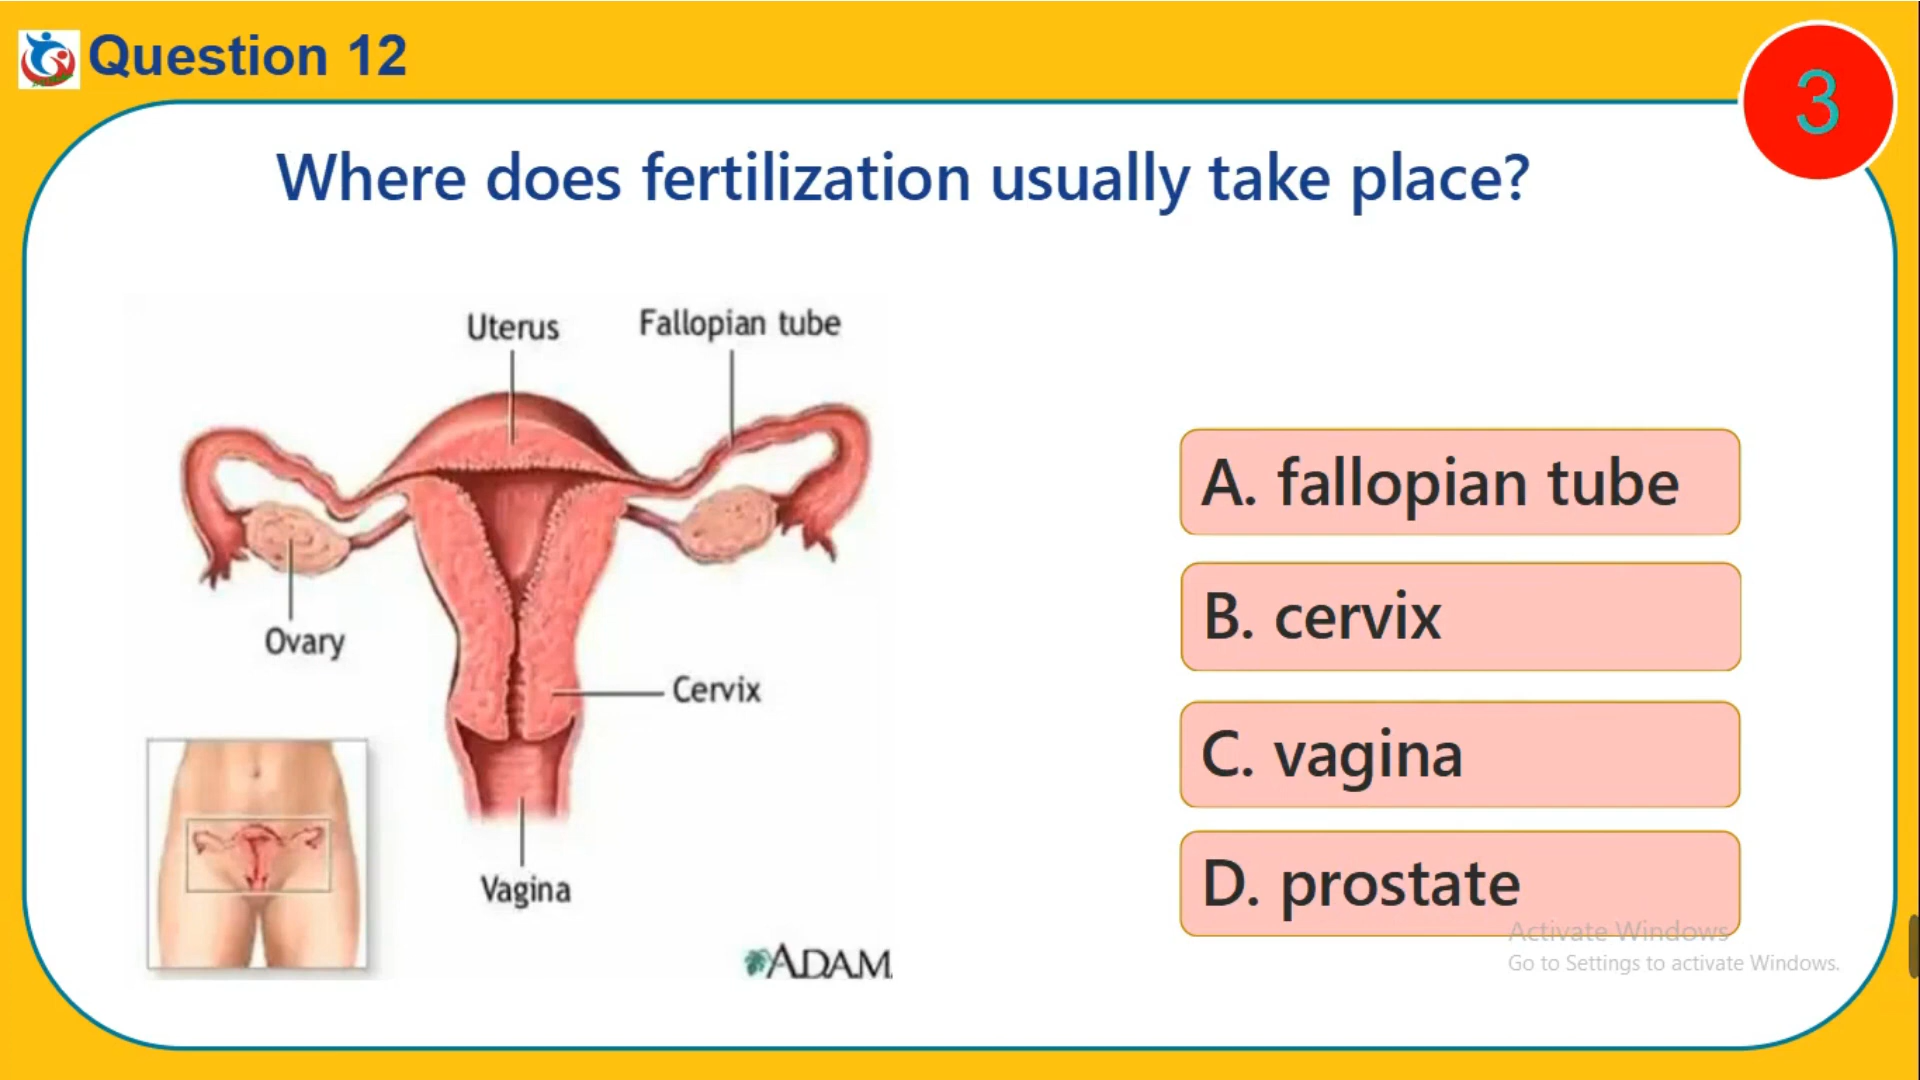 Question 12
3
Where does fertilization usually take place?
Uterus
Fallopian tube
Ovary
Cervix
Vagina
ADAM.
A. fallopian tube
B. cervix
C. vagina
D. prostate
Activate Windows
Go to Settings to activate Windows.